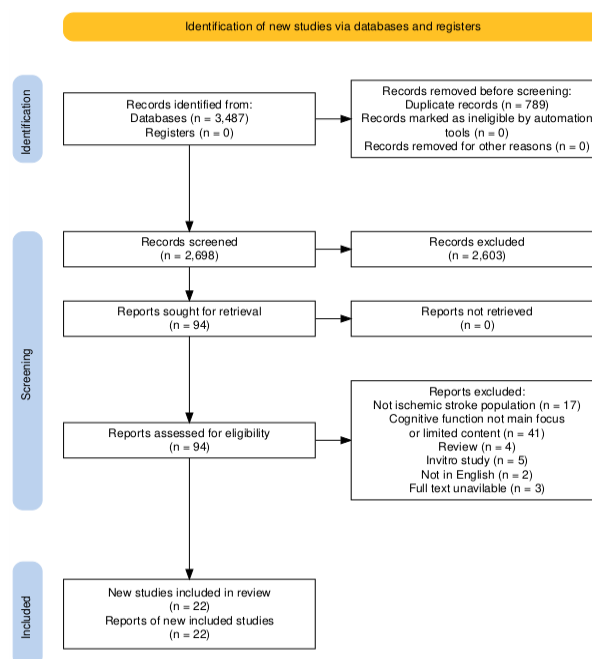 Identification of new studies via databases and registers
Identification
Records identified from:
Databases (n = 3,487)
Registers (n = 0)
Records removed before screening:
Duplicate records (n = 789)
Records marked as ineligible by automation
tools (n = 0)
Records removed for other reasons (n = 0)
Screening
Records screened
(n = 2,698)
Records excluded
(n = 2,603)
Reports sought for retrieval
(n = 94)
Reports not retrieved
(n = 0)
Reports assessed for eligibility
(n = 94)
Reports excluded:
Not ischemic stroke population (n = 17)
Cognitive function not main focus
or limited content (n = 41)
Review (n = 4)
Invitro study (n = 5)
Not in English (n = 2)
Full text unavilable (n = 3)
Included
New studies included in review
(n = 22)
Reports of new included studies
(n = 22)